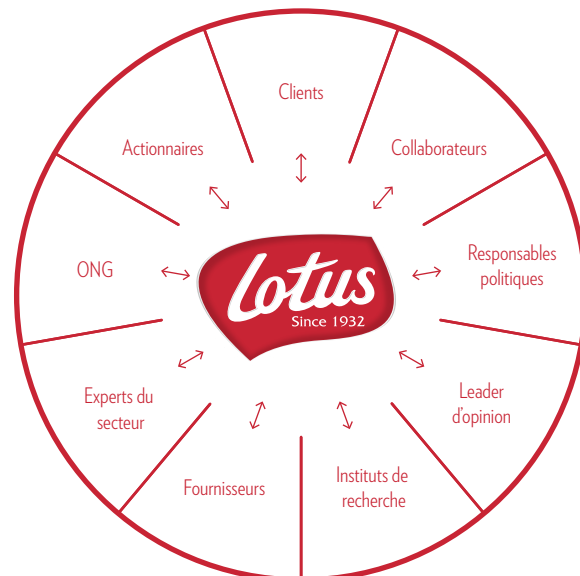 Clients
Actionnaires
Collaborateurs
ONG
Responsables
politiques
Lotus
Since 1932
Experts du
secteur
Leader
d'opinion
Fournisseurs
Instituts de
recherche